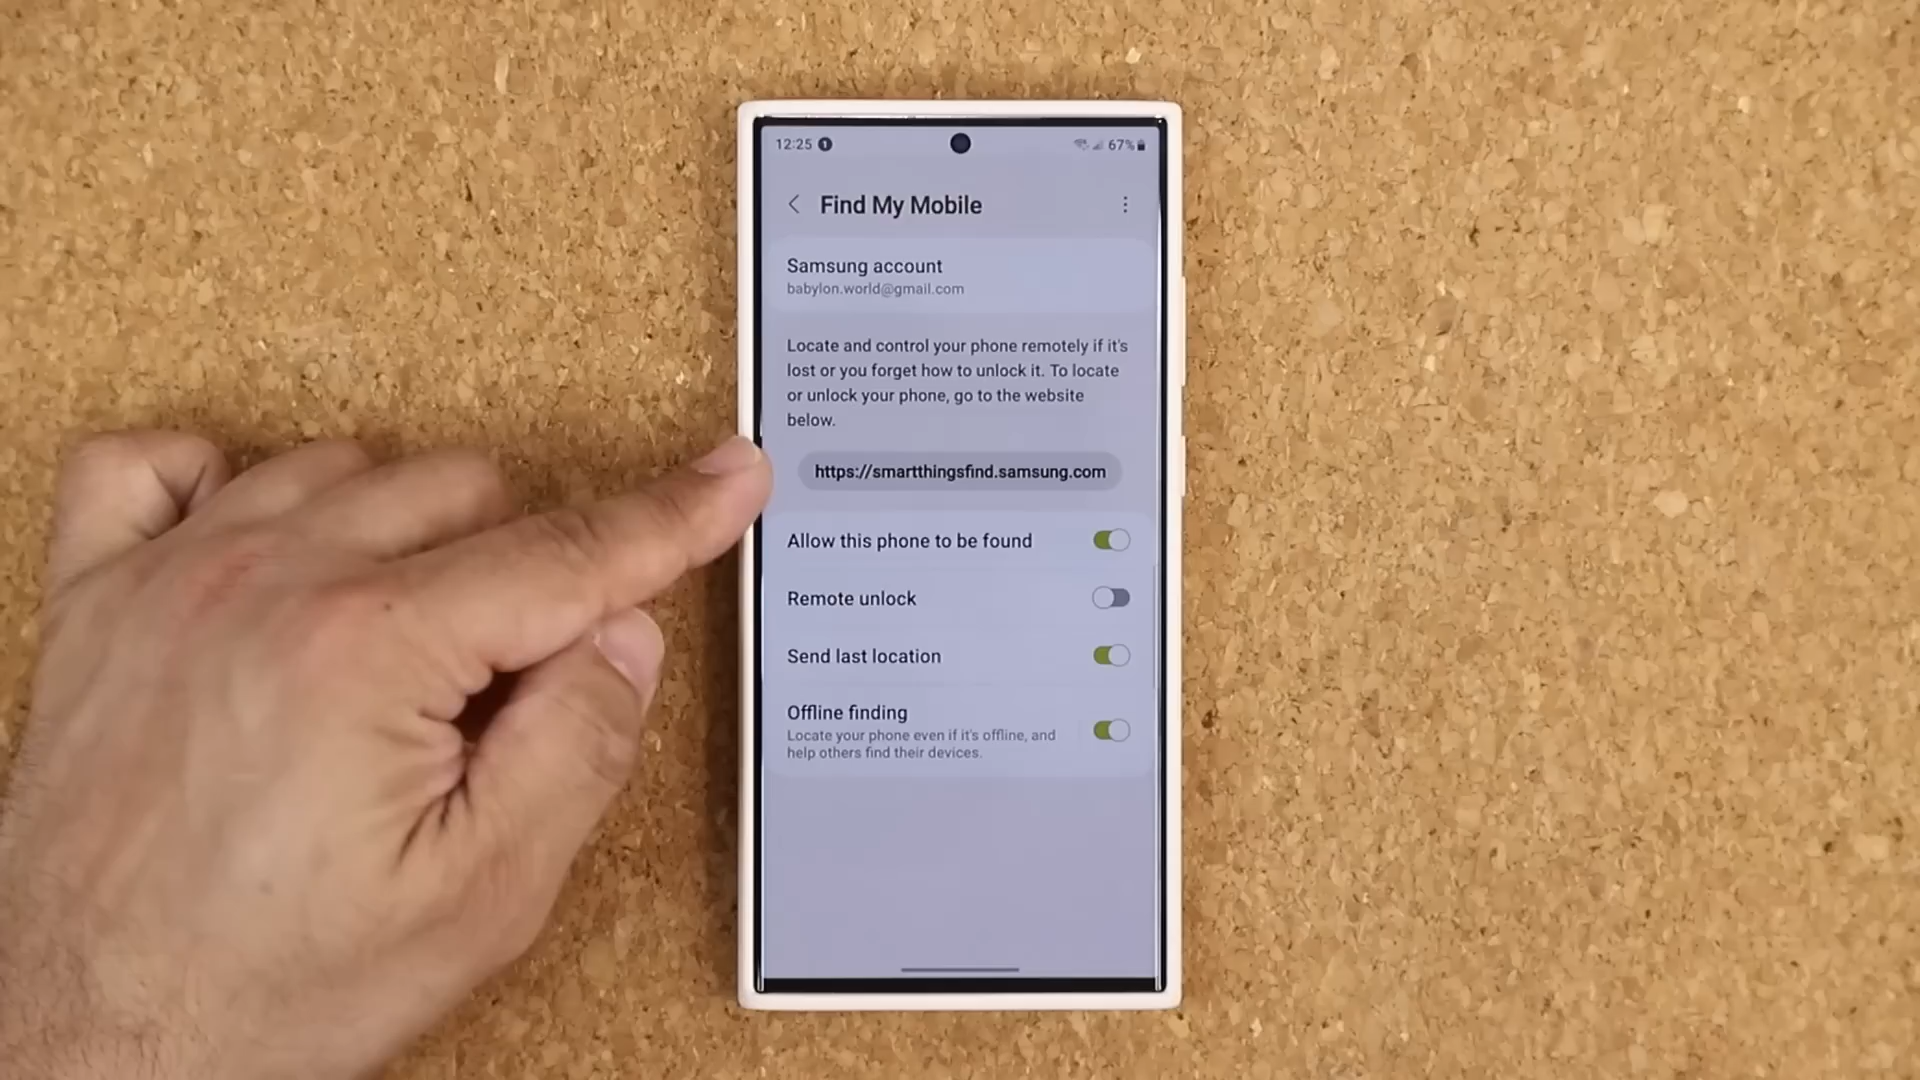 12:25 1 67%
Find My Mobile
Samsung account
babylon.world@gmail.com
Locate and control your phone remotely if it's
lost or you forget how to unlock it. To locate
or unlock your phone, go to the website
below.
https://smartthingsfind.samsung.com
Allow this phone to be found
Remote unlock
Send last location
Offline finding
Locate your phone even if it's offline, and
help others find their devices.